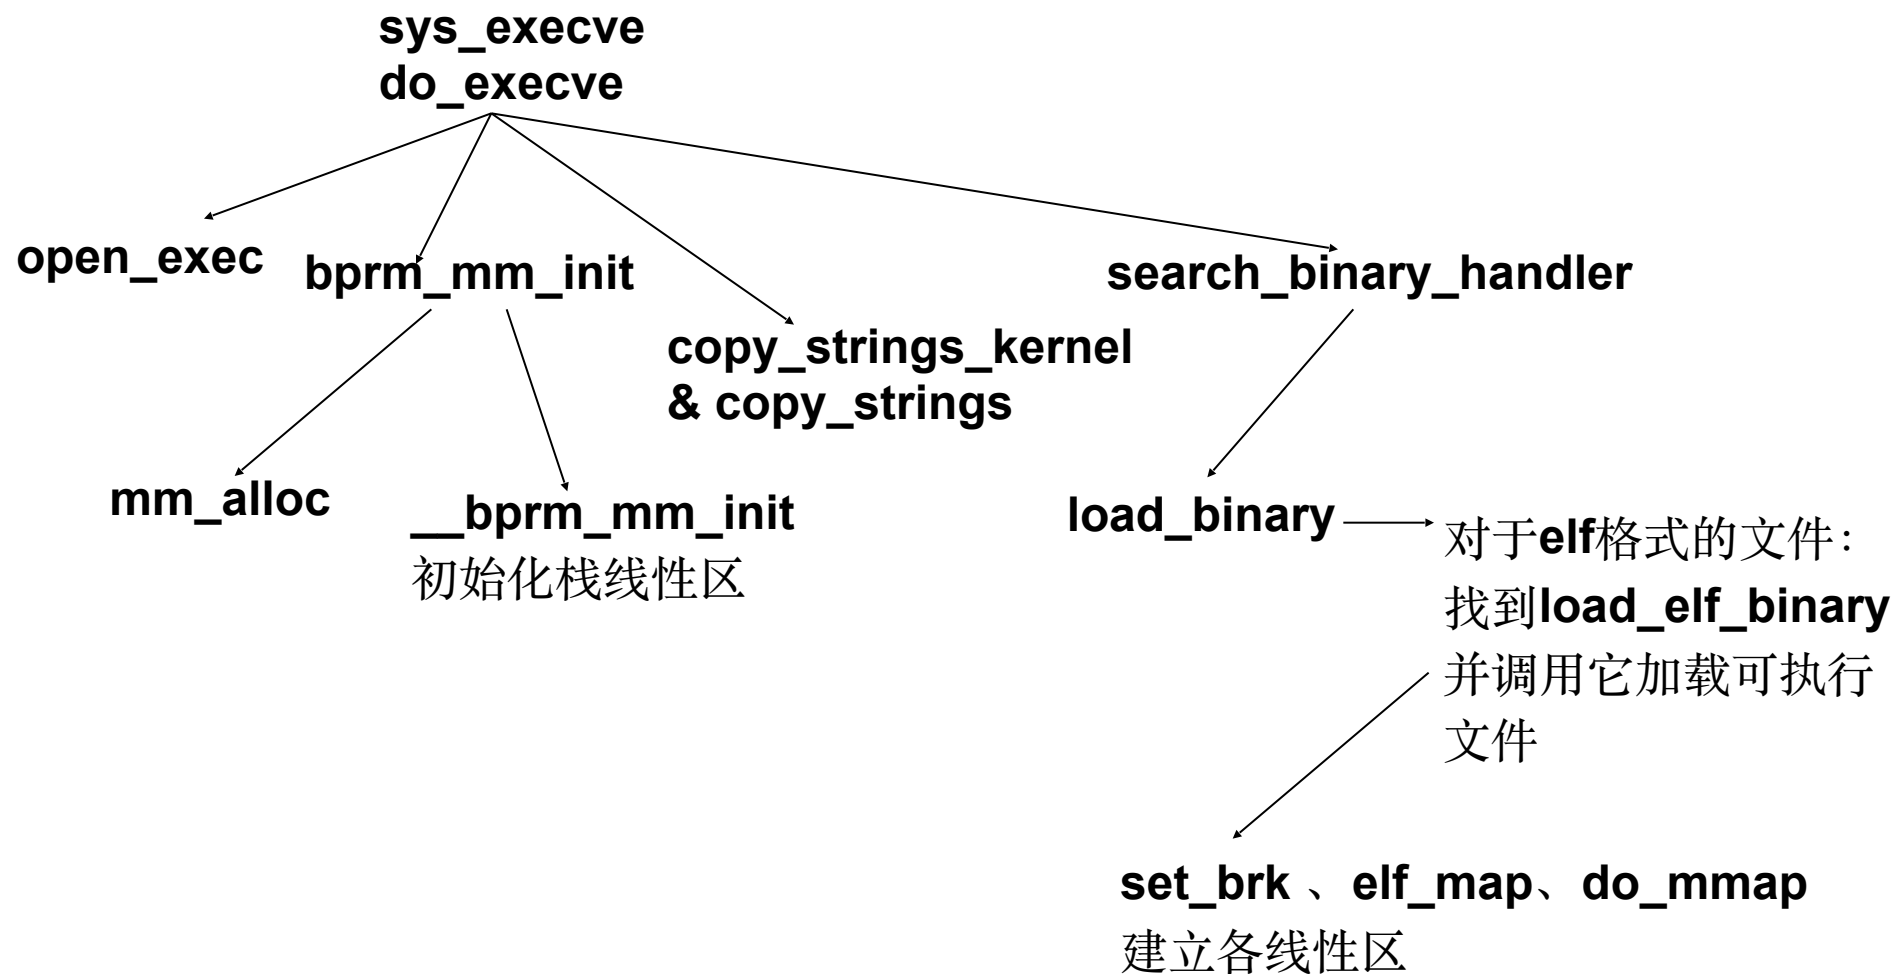 sys_execve
do_execve
open_exec
bprm_mm_init
search_binary_handler
copy_strings_kernel
& copy_strings
mm_alloc
__bprm_mm_init
初始化栈线性区
load_binary
对于elf格式的文件：
找到load_elf_binary
并调用它加载可执行
文件
set_brk 、elf_map、do_mmap
建立各线性区